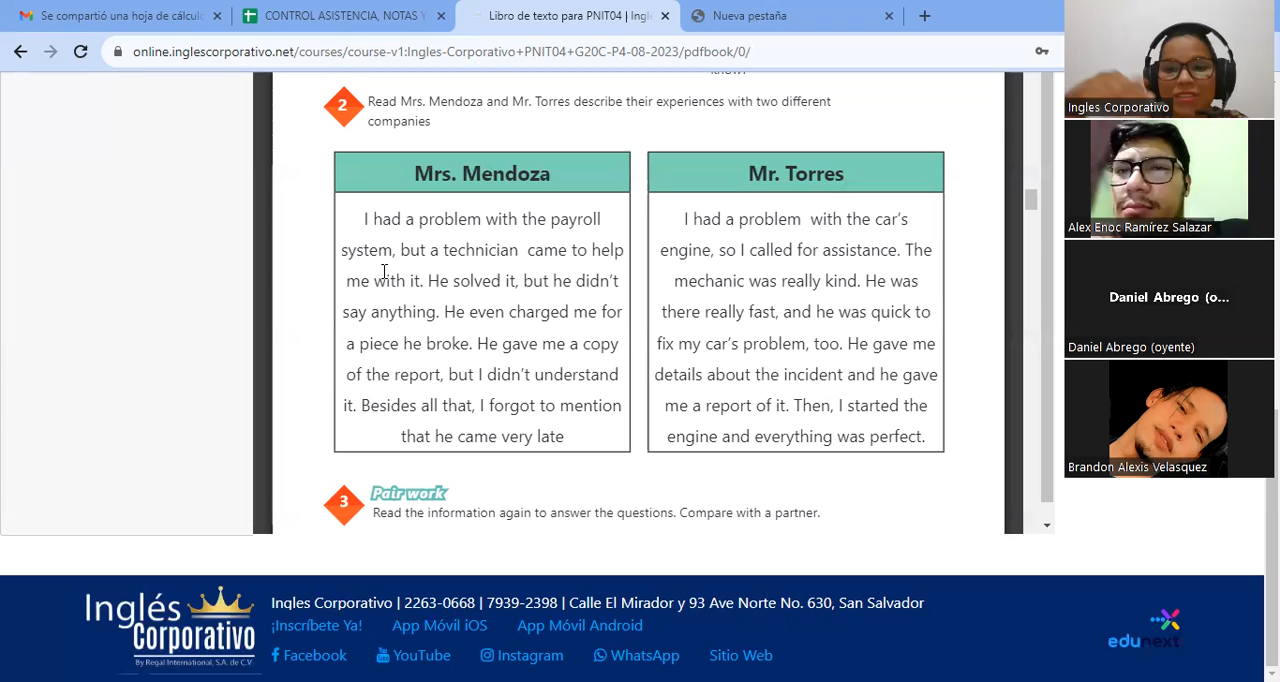 Se compartió una hoja de cálcul
CONTROL ASISTENCIA, NOTAS Y
Libro de texto para PNIT04 | Ingl
Nueva pestaña
online.inglescorporativo.net/courses/course-v1:Ingles-Corporativo+PNIT04+G20C-P4-08-2023/pdfbook/0/
2
Read Mrs. Mendoza and Mr. Torres describe their experiences with two different
companies
Mrs. Mendoza
I had a problem with the payroll
system, but a technician came to help
me with it. He solved it, but he didn't
say anything. He even charged me for
a piece he broke. He gave me a copy
of the report, but I didn't understand
it. Besides all that, I forgot to mention
that he came very late
Mr. Torres
I had a problem with the car's
engine, so I called for assistance. The
mechanic was really kind. He was
there really fast, and he was quick to
fix my car's problem, too. He gave me
details about the incident and he gave
me a report of it. Then, I started the
engine and everything was perfect.
3
Pair work
Read the information again to answer the questions. Compare with a partner.
Ingles Corporativo
Alex Enoc Ramírez Salazar
Daniel Abrego (o...
Daniel Abrego (oyente)
Brandon Alexis Velasquez
Inglés
Corporativo
By Regal International, S.A. de C.V
Ingles Corporativo | 2263-0668 | 7939-2398 | Calle El Mirador y 93 Ave Norte No. 630, San Salvador
¡Inscríbete Ya!
App Móvil iOS
App Móvil Android
Facebook
YouTube
Instagram
WhatsApp
Sitio Web
edunext